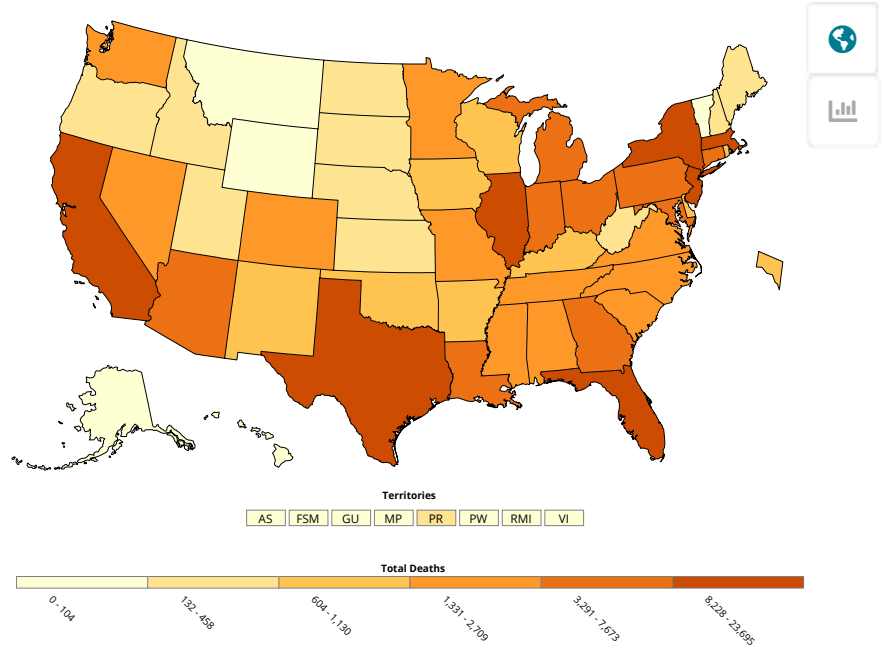 Territories
AS FSM GU MP PR PW RMI VI
Total Deaths
0 - 104
132 - 458
604 - 1,130
1,331 - 2,709
3,291 - 7,673
8,228 - 23,695